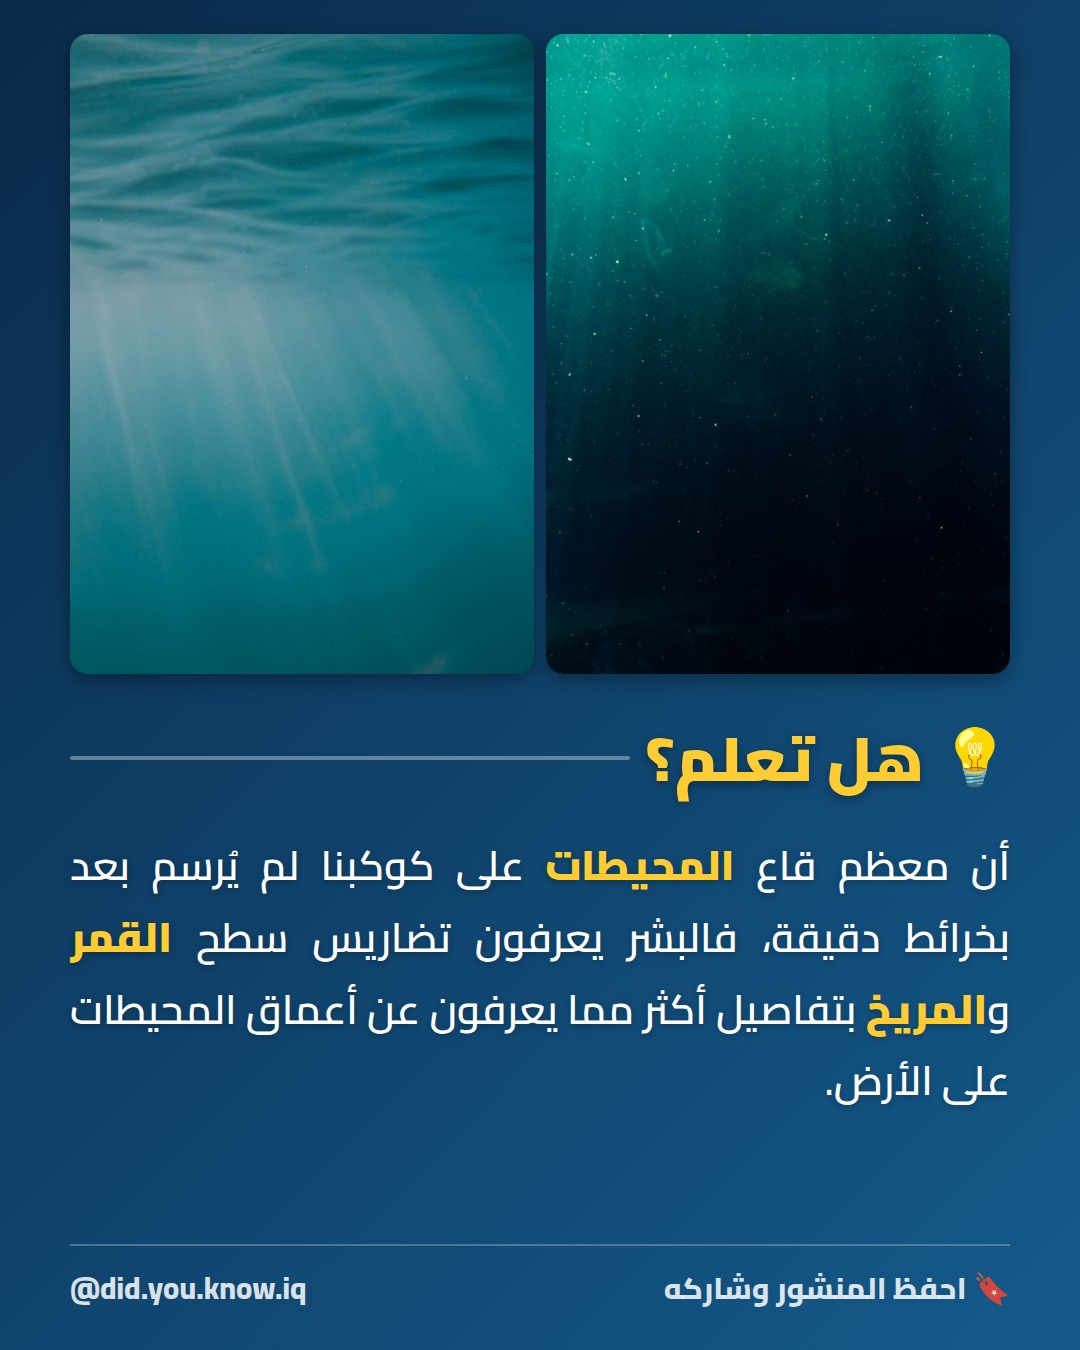 هل تعلم؟
أن معظم قاع المحيطات على كوكبنا لم يُرسم بعد
بخرائط دقيقة، فالبشر يعرفون تضاريس سطح القمر
والمريخ بتفاصيل أكثر مما يعرفون عن أعماق المحيطات
على الأرض.
احفظ المنشور وشاركه
@did.you.know.iq